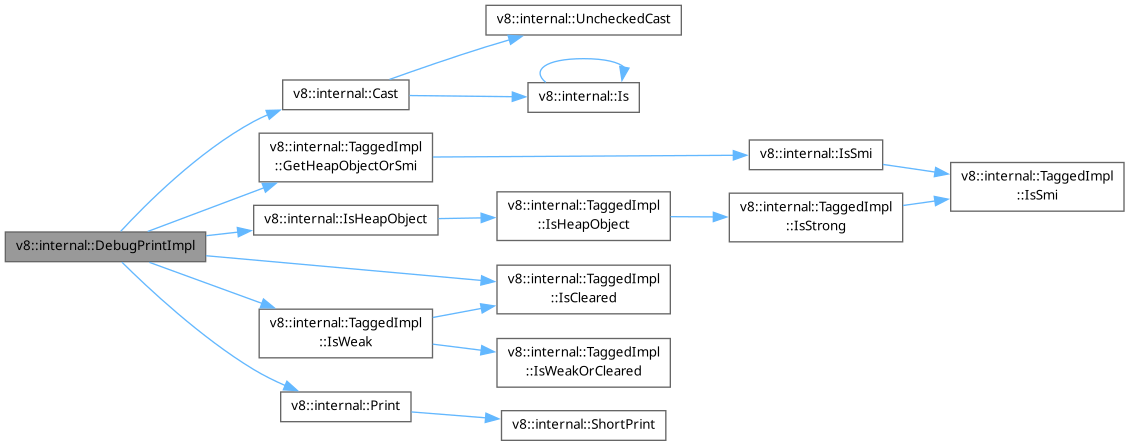 v8::internal::UncheckedCast
v8::internal::Cast
v8::internal::Is
v8::internal::TaggedImpl
::GetHeapObjectOrSmi
v8::internal::IsSmi
v8::internal::TaggedImpl
::IsSmi
v8::internal::IsHeapObject
v8::internal::TaggedImpl
::IsHeapObject
v8::internal::TaggedImpl
::IsStrong
v8::internal::DebugPrintImpl
v8::internal::TaggedImpl
::IsCleared
v8::internal::TaggedImpl
::IsWeak
v8::internal::TaggedImpl
::IsWeakOrCleared
v8::internal::Print
v8::internal::ShortPrint